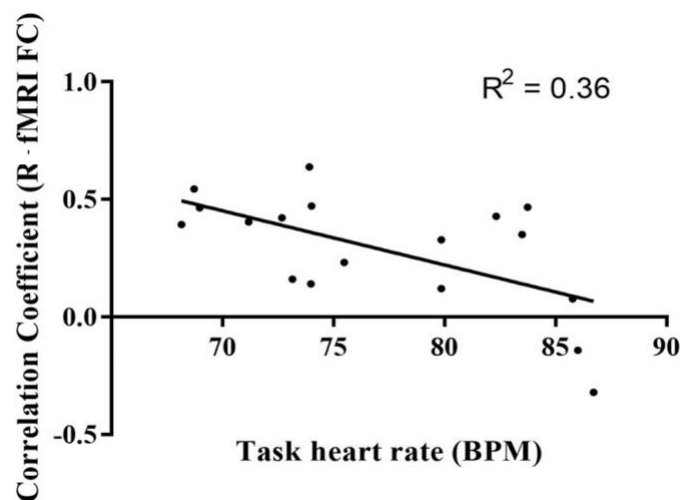 Correlation Coefficient (R - fMRI FC)
R² = 0.36
1.0
0.5
0.0
-0.5
70 75 80 85 90
Task heart rate (BPM)